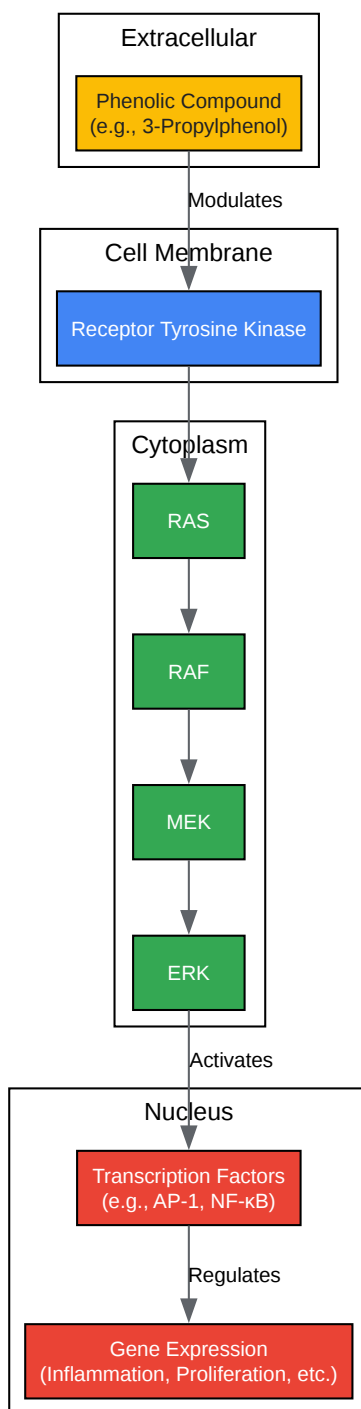 Extracellular
Phenolic Compound
(e.g., 3-Propylphenol)
Modulates
Cell Membrane
Receptor Tyrosine Kinase
Cytoplasm
RAS
RAF
MEK
ERK
Activates
Nucleus
Transcription Factors
(e.g., AP-1, NF-κB)
Regulates
Gene Expression
(Inflammation, Proliferation, etc.)